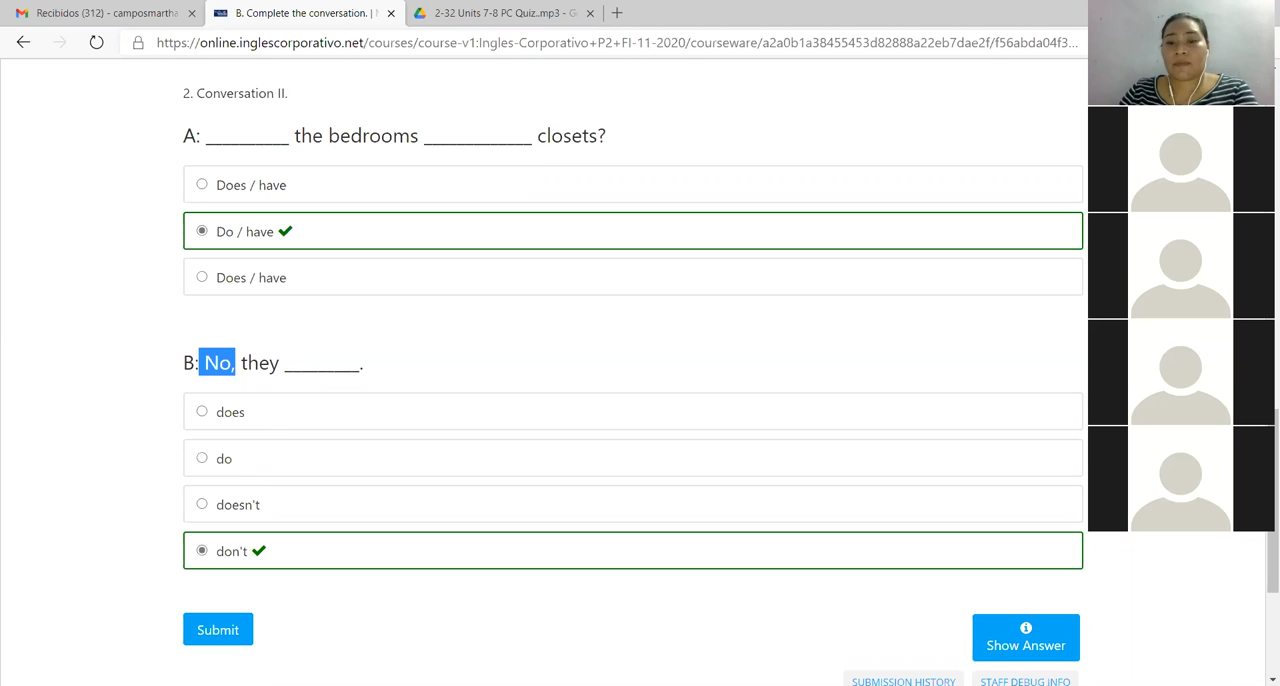 Recibidos (312) - camposmartha
B. Complete the conversation. |
2-32 Units 7-8 PC Quiz..mp3 - G
https://online.inglescorporativo.net/courses/course-v1:Ingles-Corporativo+P2+FI-11-2020/courseware/a2a0b1a38455453d82888a22eb7dae2f/f56abda04f3...
2. Conversation II.
A: __________ the bedrooms _____________ closets?
Does / have
Do / have
Does / have
B: No, they _________.
does
do
doesn't
don't
Submit
Show Answer
SUBMISSION HISTORY STAFF DEBUG INFO